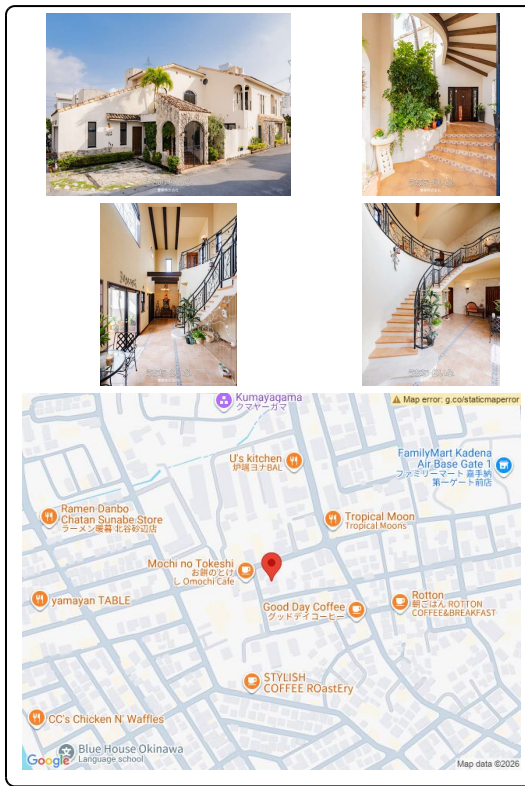 Kumayaqama
クマヤーガマ
Map error: g.co/staticmaperror
U's kitchen
炉端ヨナBAL
FamilyMart Kadena
Air Base Gate 1
ファミリーマート 嘉手納
第一ゲート前店
Ramen Danbo
Chatan Sunabe Store
ラーメン暖暮 北谷砂辺店
Tropical Moon
Tropical Moons
Mochi no Tokeshi
お餅のとけ
し Omochi Cafe
yamayan TABLE
Good Day Coffee
グッドデイコーヒー
Rotton
朝ごはん ROTTON
COFFEE&BREAKFAST
STYLISH
COFFEE ROastEry
CC's Chicken N' Waffles
Blue House Okinawa
Language school
Google
Map data ©2026